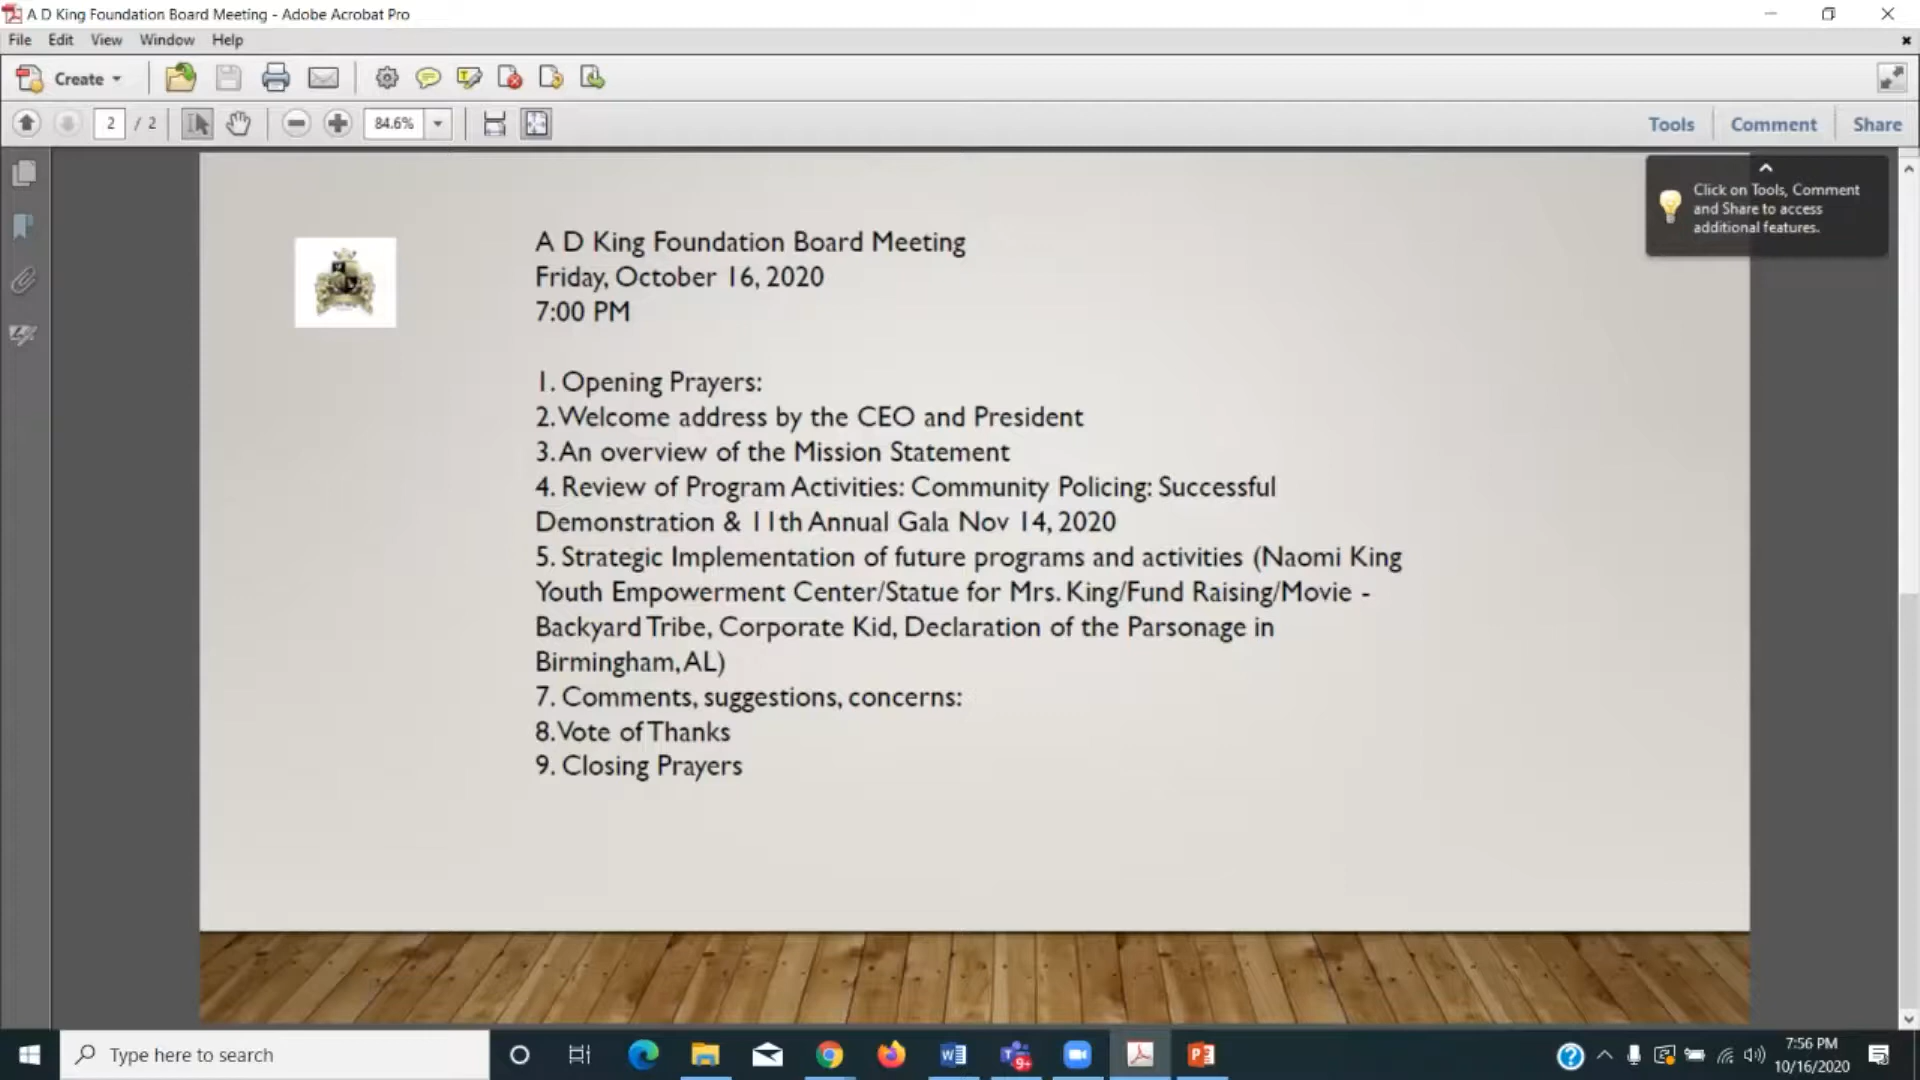 A D King Foundation Board Meeting - Adobe Acrobat Pro
File Edit View Window Help
Create
2 / 2 84.6% Tools Comment Share
Click on Tools, Comment
and Share to access
additional features.
A D King Foundation Board Meeting
Friday, October 16, 2020
7:00 PM
1. Opening Prayers:
2. Welcome address by the CEO and President
3. An overview of the Mission Statement
4. Review of Program Activities: Community Policing: Successful
Demonstration & 11th Annual Gala Nov 14, 2020
5. Strategic Implementation of future programs and activities (Naomi King
Youth Empowerment Center/Statue for Mrs. King/Fund Raising/Movie -
Backyard Tribe, Corporate Kid, Declaration of the Parsonage in
Birmingham, AL)
7. Comments, suggestions, concerns:
8. Vote of Thanks
9. Closing Prayers
Type here to search
9+
7:56 PM
10/16/2020